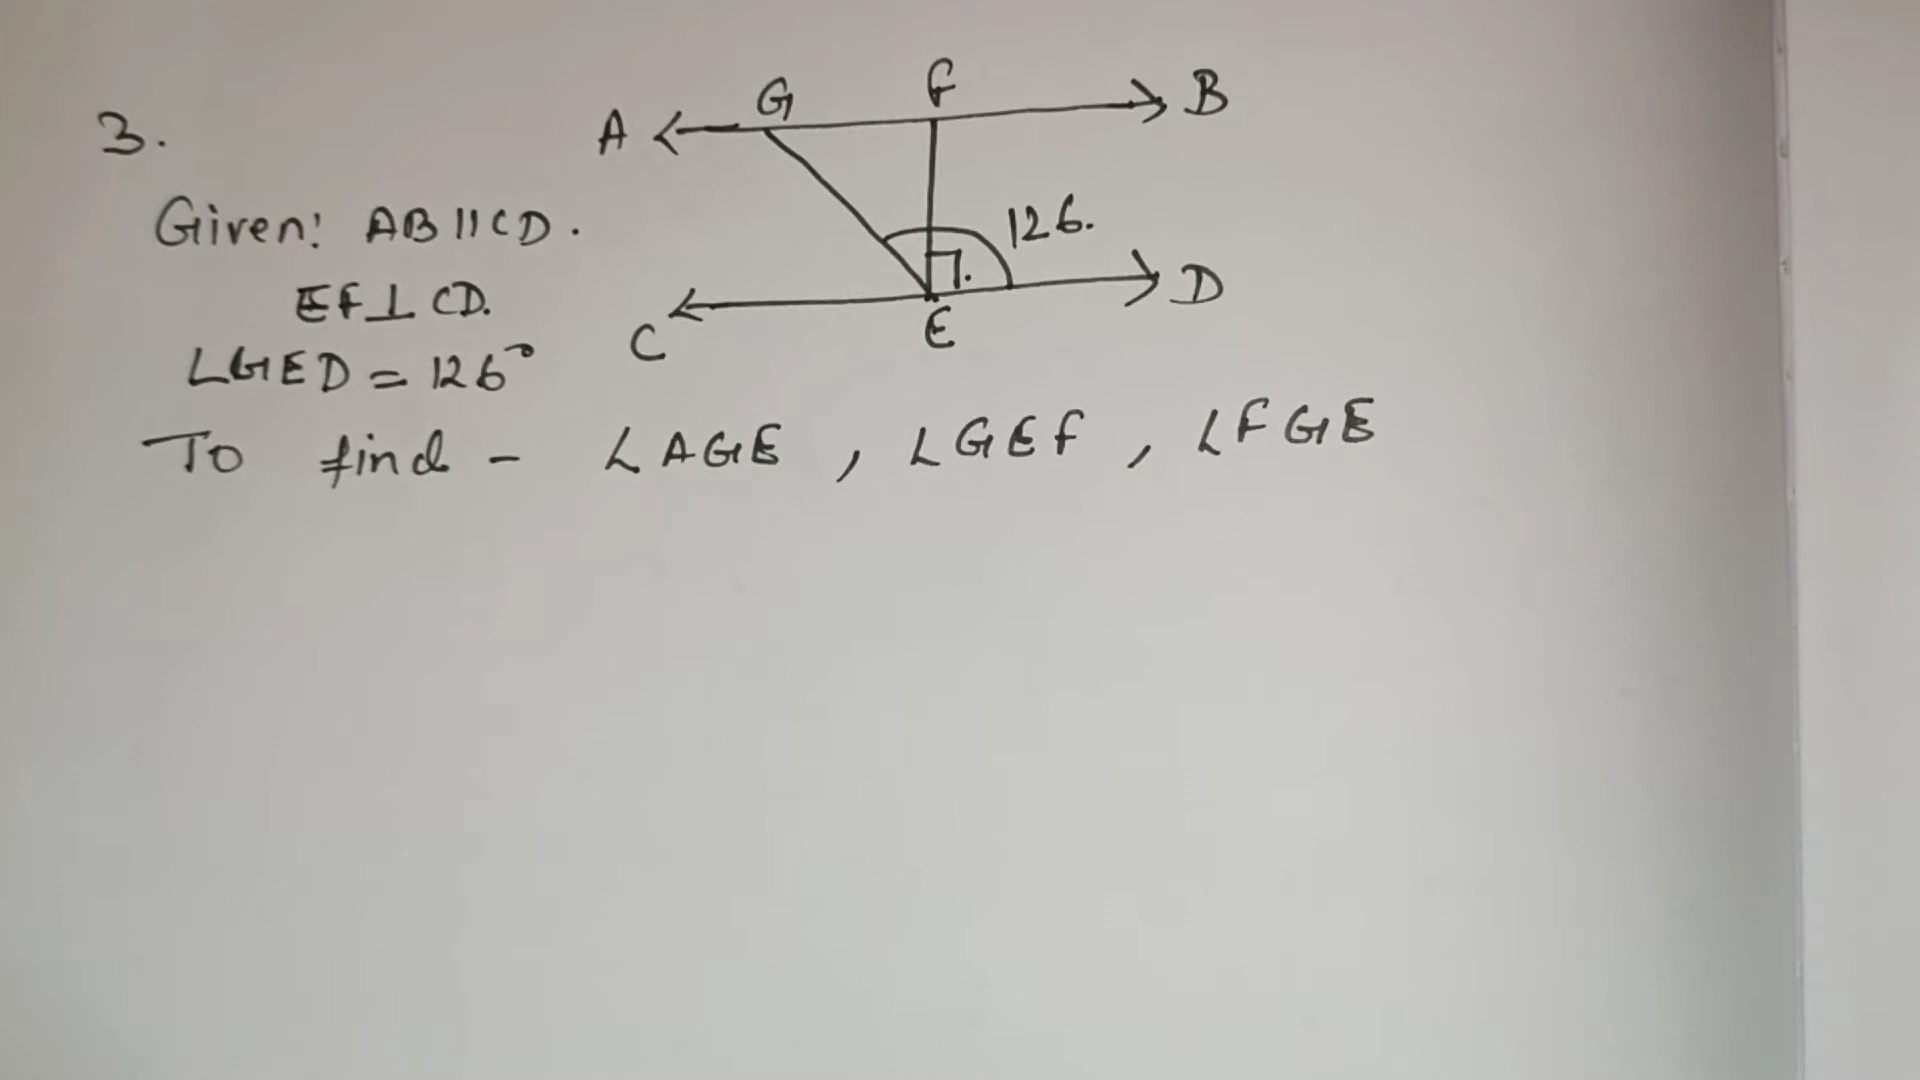 3.
G F
A B
Given: AB || CD.
126.
EF ⊥ CD.
C E D
∠GED = 126°
To find - ∠AGE, ∠GEF, ∠FGE